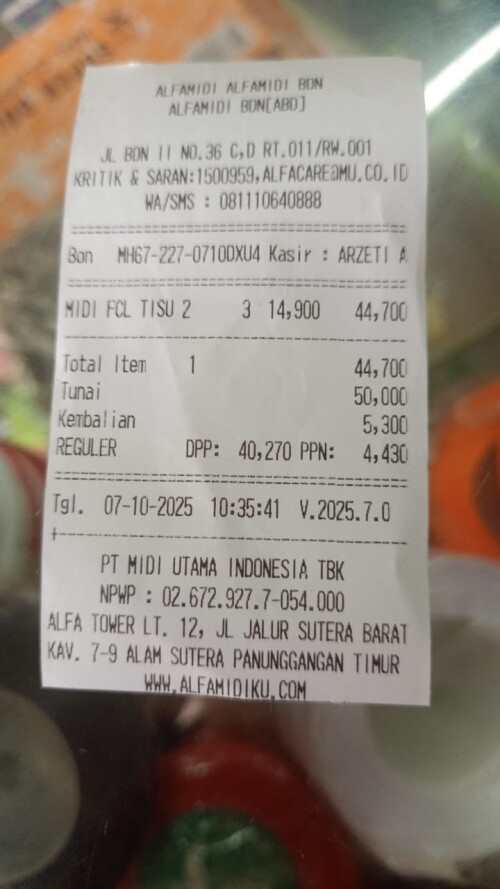 ALFAMIDI ALFAMIDI BON
ALFAMIDI BON[ABD]
JL BON II NO.36 C,D RT.011/RW.001
KRITIK & SARAN:1500959,ALFACARE@MU.CO.ID
WA/SMS : 081110640888
Bon MH67-227-0710DXU4 Kasir : ARZETI A
MIDI FCL TISU 2 3 14,900 44,700
Total Item 1 44,700
Tunai 50,000
Kembalian 5,300
REGULER DPP: 40,270 PPN: 4,430
Tgl. 07-10-2025 10:35:41 V.2025.7.0
PT MIDI UTAMA INDONESIA TBK
NPWP : 02.672.927.7-054.000
ALFA TOWER LT. 12, JL JALUR SUTERA BARAT
KAV. 7-9 ALAM SUTERA PANUNGGANGAN TIMUR
WWW.ALFAMIDIKU.COM